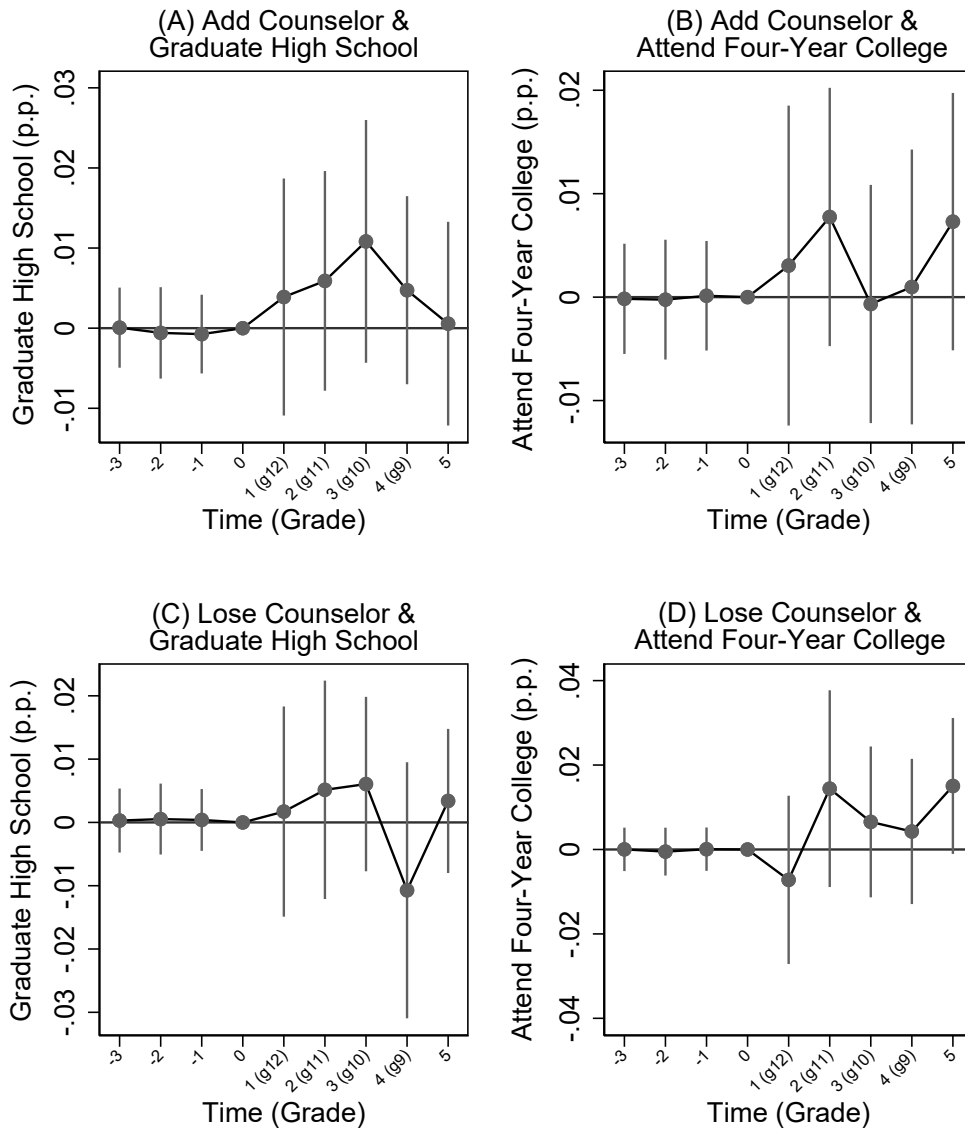 (A) Add Counselor &
Graduate High School
Graduate High School (p.p.)
.03
.02
.01
0
-.01
-3
-2
-1
0
1 (g12)
2 (g11)
3 (g10)
4 (g9)
5
Time (Grade)
(B) Add Counselor &
Attend Four-Year College
Attend Four-Year College (p.p.)
.02
.01
0
-.01
-3
-2
-1
0
1 (g12)
2 (g11)
3 (g10)
4 (g9)
5
Time (Grade)
(C) Lose Counselor &
Graduate High School
Graduate High School (p.p.)
.02
.01
0
-.01
-.02
-.03
-3
-2
-1
0
1 (g12)
2 (g11)
3 (g10)
4 (g9)
5
Time (Grade)
(D) Lose Counselor &
Attend Four-Year College
Attend Four-Year College (p.p.)
.04
.02
0
-.02
-.04
-3
-2
-1
0
1 (g12)
2 (g11)
3 (g10)
4 (g9)
5
Time (Grade)